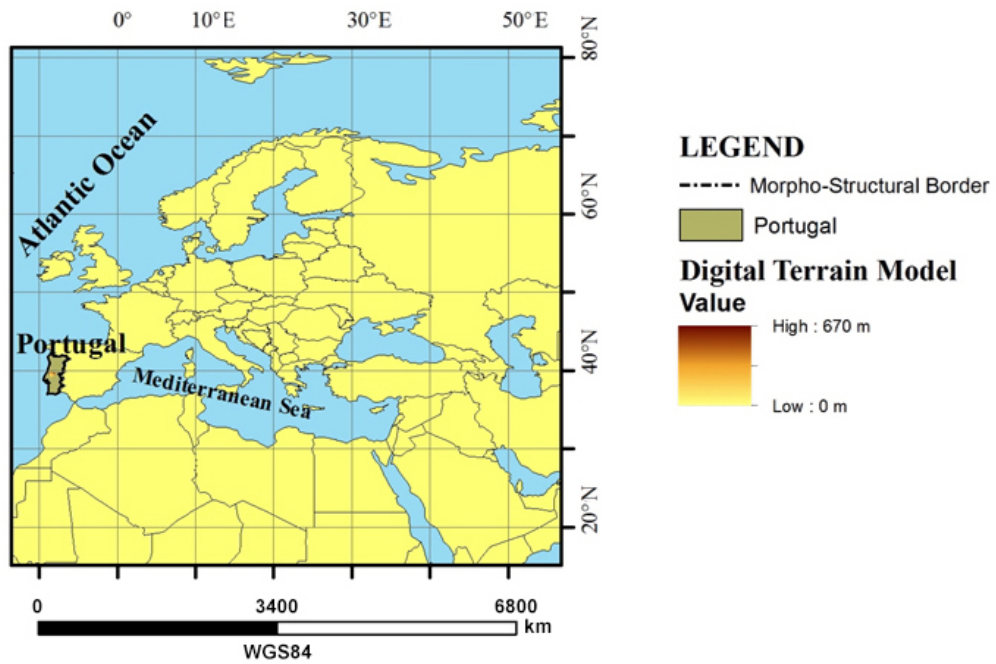 0° 10°E 30°E 50°E
80°N
60°N
40°N
20°N
Atlantic Ocean
Portugal
Mediterranean Sea
0 3400 6800 km
WGS84
LEGEND
Morpho-Structural Border
Portugal
Digital Terrain Model
Value
High : 670 m
Low : 0 m